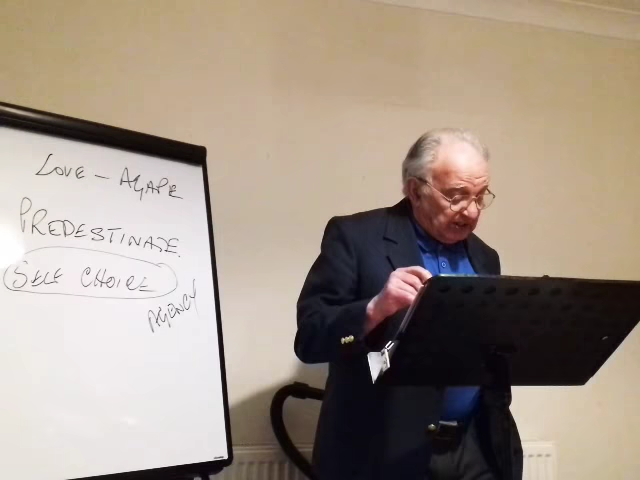 LOVE - AGAPE
PREDESTINATE.
SELF CHOICE
AGENCY